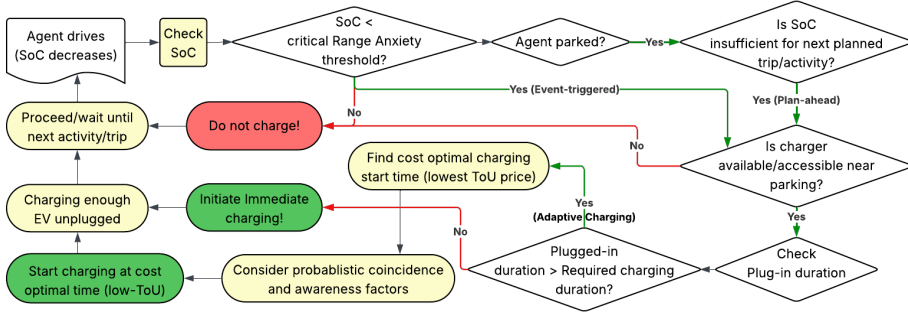 Agent drives
(SoC decreases)
Check
SoC
SoC <
critical Range Anxiety
threshold?
Agent parked?
Yes
Is SoC
insufficient for next planned
trip/activity?
Yes (Event-triggered)
Yes (Plan-ahead)
No
Proceed/wait until
next activity/trip
Do not charge!
No
Is charger
available/accessible near
parking?
Find cost optimal charging
start time (lowest ToU price)
Charging enough
EV unplugged
Initiate Immediate
charging!
Yes
(Adaptive Charging)
Yes
No
Plugged-in
duration > Required charging
duration?
Check
Plug-in duration
Start charging at cost
optimal time (low-ToU)
Consider probablistic coincidence
and awareness factors